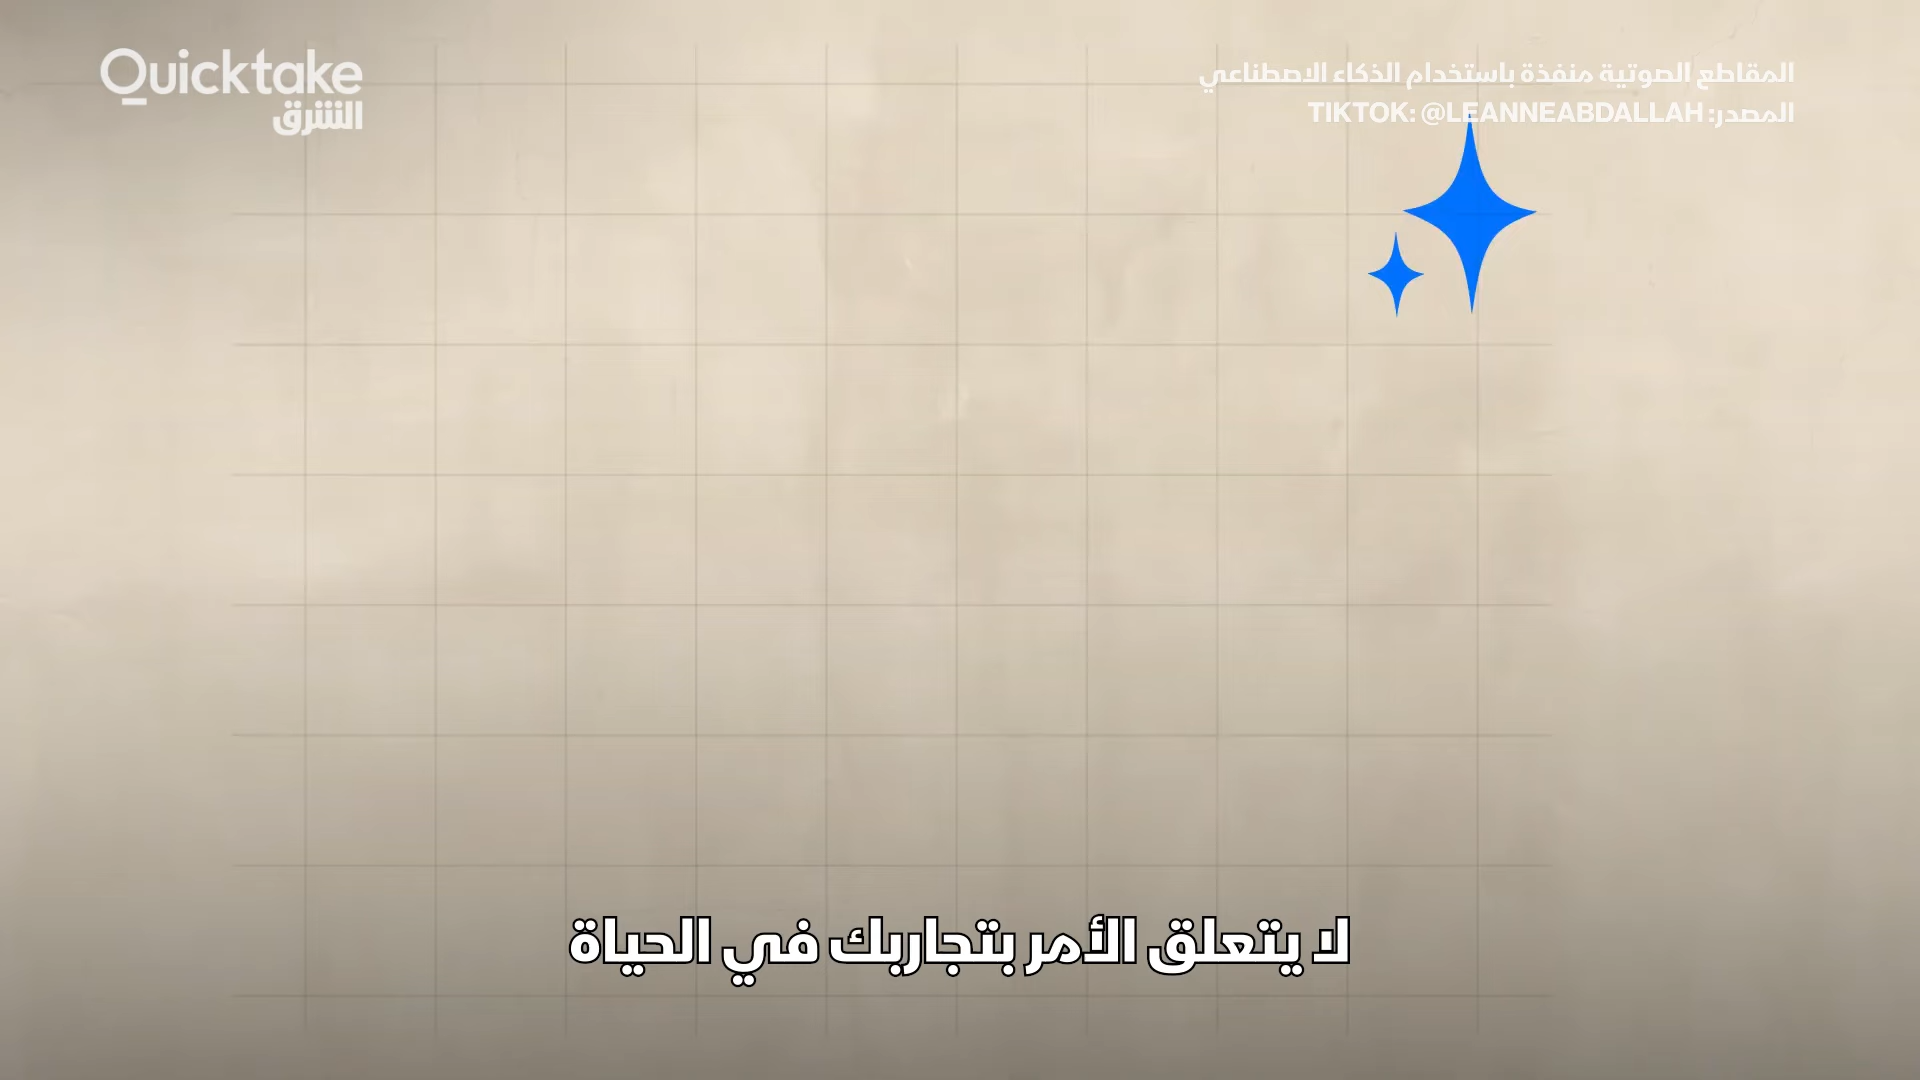 Quicktake
الشرق
المقاطع الصوتية منفذة باستخدام الذكاء الاصطناعي
المصدر: TIKTOK: @LEANNEABDALLAH
لا يتعلق الأمر بتجاربك في الحياة